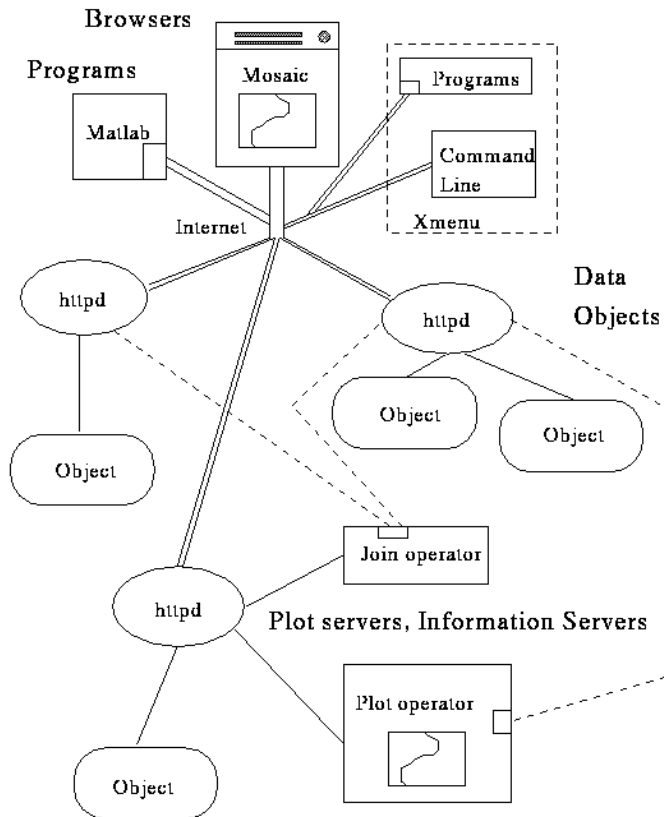 Browsers
Programs
Mosaic
Programs
Matlab
Command
Line
Internet
Xmenu
Data
Objects
httpd
httpd
Object
Object
Object
Join operator
httpd
Plot servers, Information Servers
Plot operator
Object